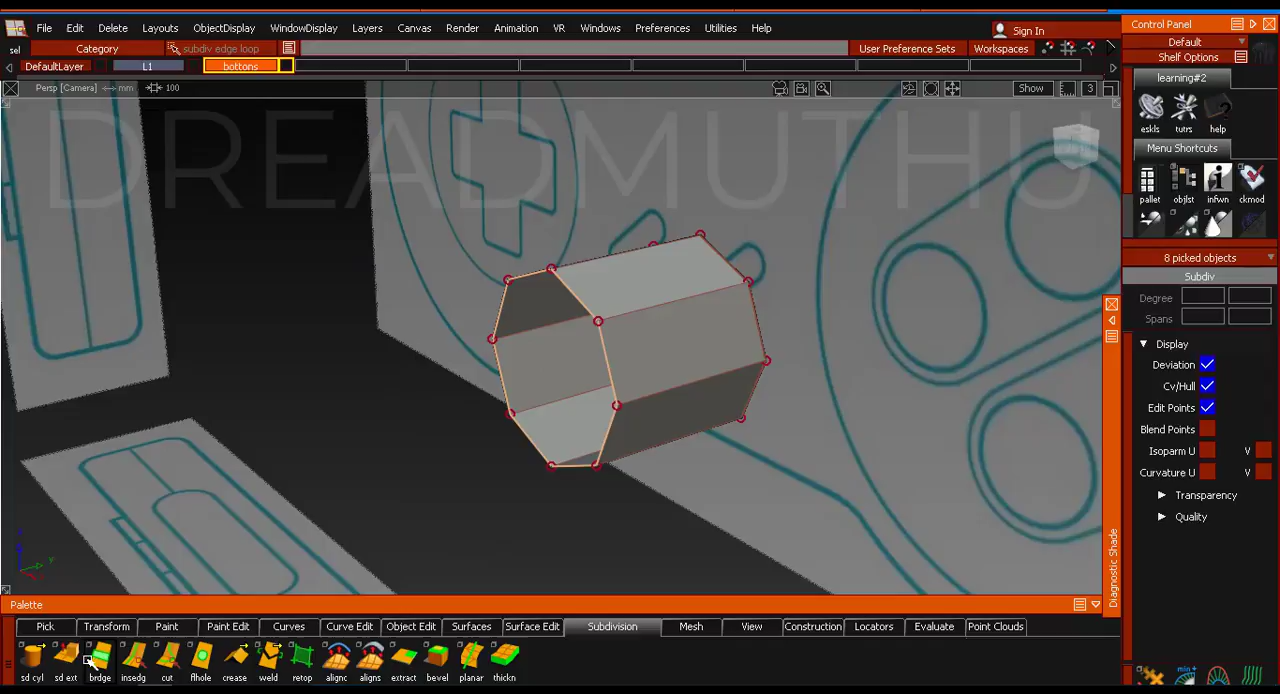 File Edit Delete Layouts ObjectDisplay WindowDisplay Layers Canvas Render Animation VR Windows Preferences Utilities Help
Sign In
Control Panel
Default
sel Category subdiv edge loop User Preference Sets Workspaces
Shelf Options
DefaultLayer L1 bottons
Persp [Camera] mm 100 Show 3
learning#2
eskls tutrs help
Menu Shortcuts
pallet objlst infwn ckmod
DREADMUTHU
8 picked objects
Subdiv
Degree
Spans
Display
Deviation
Cv/Hull
Edit Points
Blend Points
Isoparm U V
Curvature U V
Transparency
Quality
Diagnostic Shade
Palette
Pick Transform Paint Paint Edit Curves Curve Edit Object Edit Surfaces Surface Edit Subdivision Mesh View Construction Locators Evaluate Point Clouds
sd cyl sd ext brdge insedg cut flhole crease weld retop alignc aligns extract bevel planar thickn
min